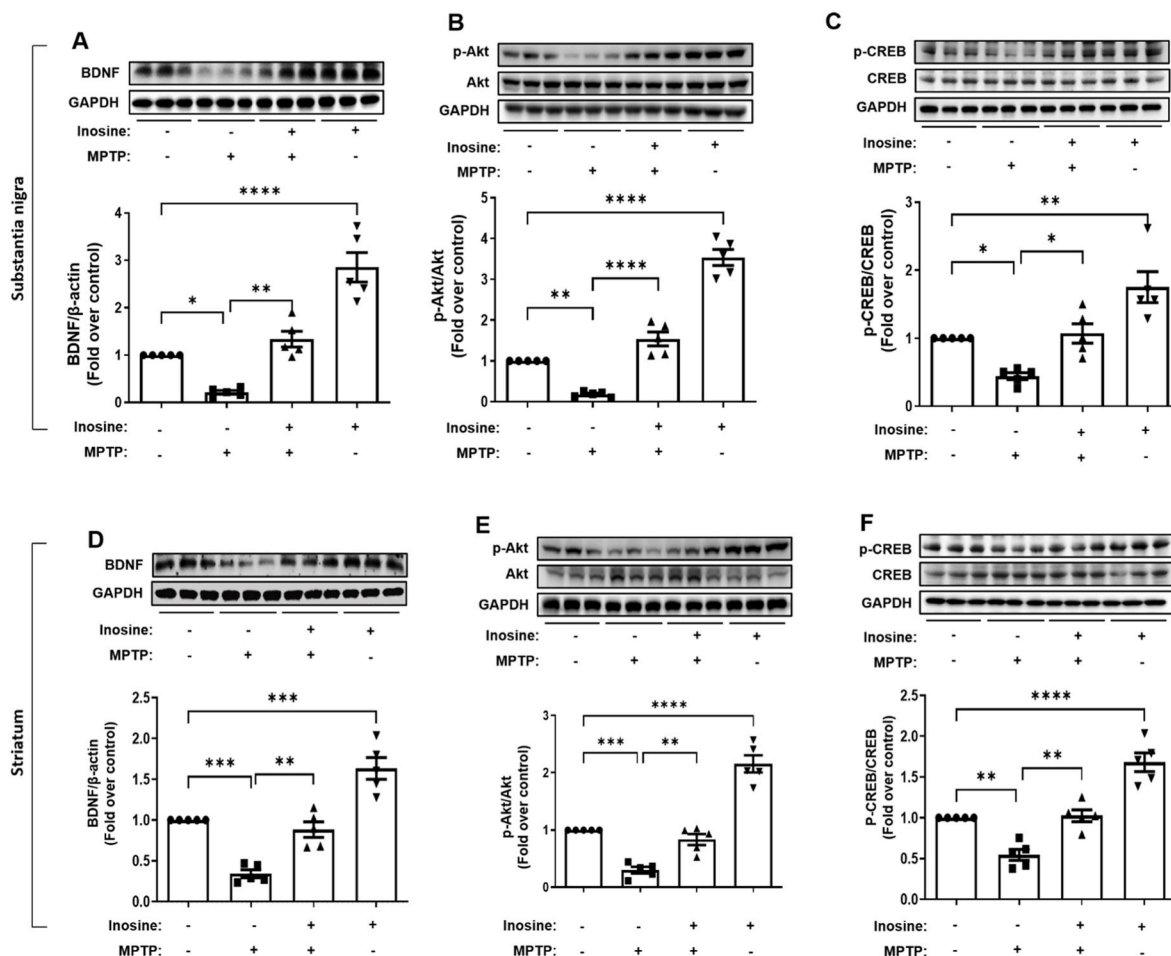 Substantia nigra
A
BDNF
GAPDH
Inosine: - - + +
MPTP: - + + -
BDNF/β-actin
(Fold over control)
4
3
2
1
0
* ** ****
Inosine: - - + +
MPTP: - + + -
B
p-Akt
Akt
GAPDH
Inosine: - - + +
MPTP: - + + -
p-Akt/Akt
(Fold over control)
5
4
3
2
1
0
** **** ****
Inosine: - - + +
MPTP: - + + -
C
p-CREB
CREB
GAPDH
Inosine: - - + +
MPTP: - + + -
p-CREB/CREB
(Fold over control)
3
2
1
0
* * **
Inosine: - - + +
MPTP: - + + -
Striatum
D
BDNF
GAPDH
Inosine: - - + +
MPTP: - + + -
BDNF/β-actin
(Fold over control)
2.5
2.0
1.5
1.0
0.5
0.0
*** ** ***
Inosine: - - + +
MPTP: - + + -
E
p-Akt
Akt
GAPDH
Inosine: - - + +
MPTP: - + + -
p-Akt/Akt
(Fold over control)
3
2
1
0
*** ** ****
Inosine: - - + +
MPTP: - + + -
F
p-CREB
CREB
GAPDH
Inosine: - - + +
MPTP: - + + -
P-CREB/CREB
(Fold over control)
2.5
2.0
1.5
1.0
0.5
0.0
** ** ****
Inosine: - - + +
MPTP: - + + -